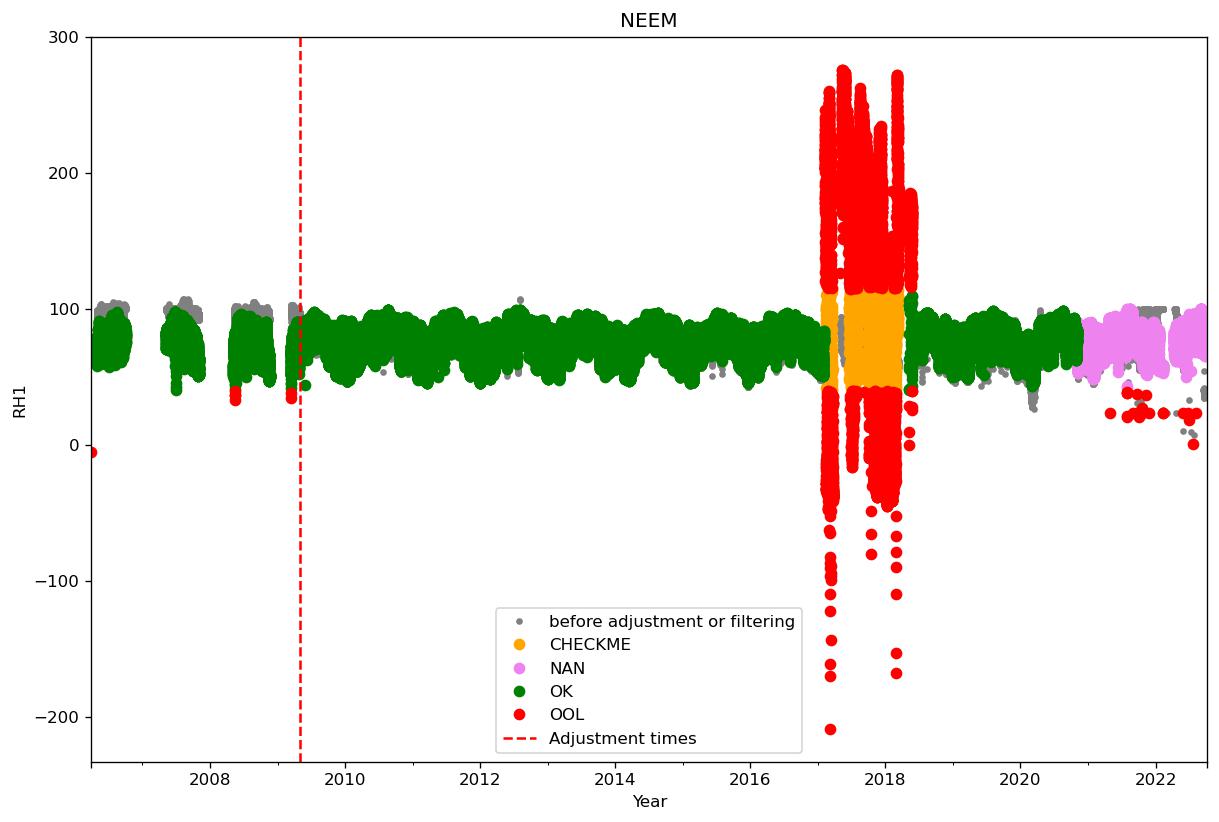 NEEM
300
200
100
0
−100
−200
RH1
before adjustment or filtering
CHECKME
NAN
OK
OOL
Adjustment times
2008 2010 2012 2014 2016 2018 2020 2022
Year